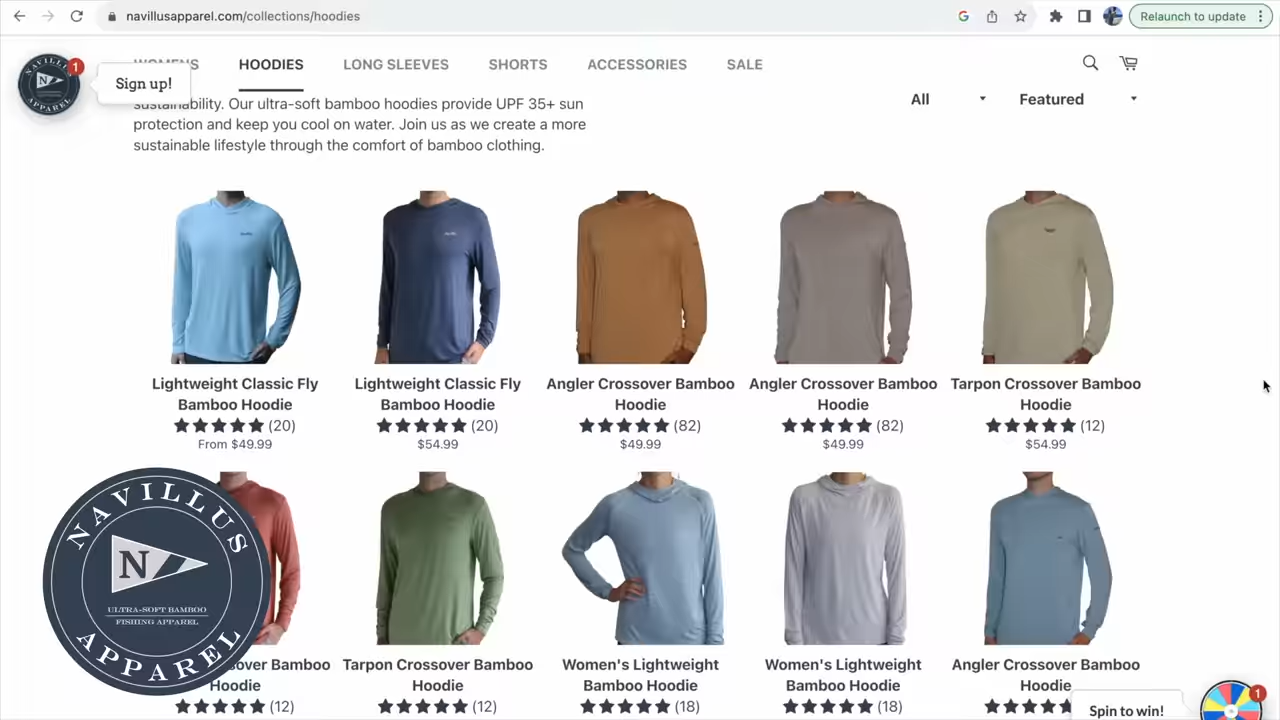 navillusapparel.com/collections/hoodies
Relaunch to update
NAVILLUS
N
APPAREL
1
Sign up!
WOMENS
HOODIES
LONG SLEEVES
SHORTS
ACCESSORIES
SALE
sustainability. Our ultra-soft bamboo hoodies provide UPF 35+ sun
protection and keep you cool on water. Join us as we create a more
sustainable lifestyle through the comfort of bamboo clothing.
All
Featured
Lightweight Classic Fly
Bamboo Hoodie
(20)
From $49.99
Lightweight Classic Fly
Bamboo Hoodie
(20)
$54.99
Angler Crossover Bamboo
Hoodie
(82)
$49.99
Angler Crossover Bamboo
Hoodie
(82)
$49.99
Tarpon Crossover Bamboo
Hoodie
(12)
$54.99
NAVILLUS
N
ULTRA-SOFT BAMBOO
FISHING APPAREL
APPAREL
over Bamboo
Hoodie
(12)
Tarpon Crossover Bamboo
Hoodie
(12)
Women's Lightweight
Bamboo Hoodie
(18)
Women's Lightweight
Bamboo Hoodie
(18)
Angler Crossover Bamboo
Hoodie
Spin to win!
1